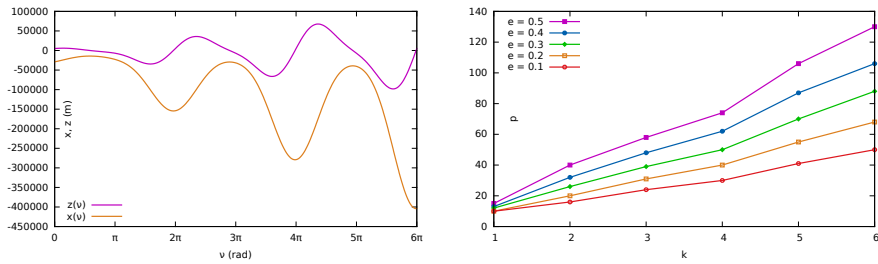 100000
50000
0
-50000
-100000
-150000
-200000
-250000
-300000
-350000
-400000
-450000
x, z (m)
z(ν)
x(ν)
0
π
2π
3π
4π
5π
6π
ν (rad)
140
120
100
80
60
40
20
0
p
e = 0.5
e = 0.4
e = 0.3
e = 0.2
e = 0.1
1
2
3
4
5
6
k